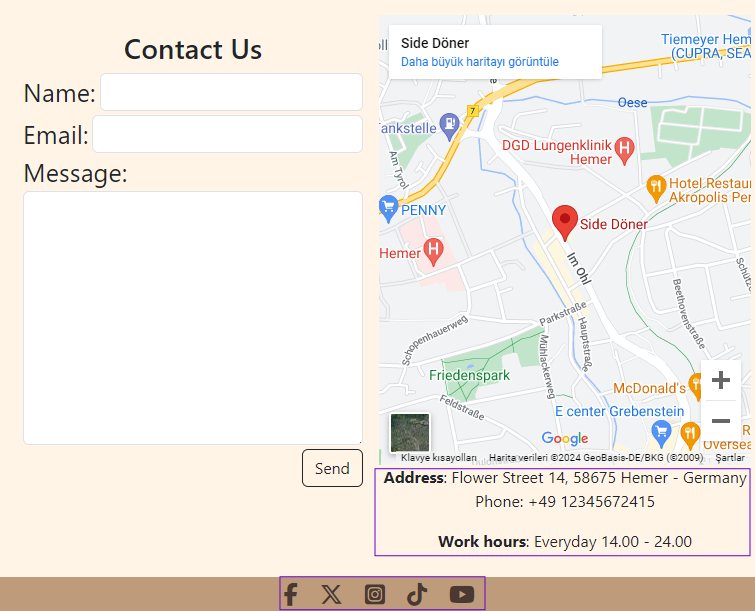 Contact Us
Name:
Email:
Message:
Send
Side Döner
Daha büyük haritayı görüntüle
Tiemeyer Hem
(CUPRA, SEA
7
Oese
Tankstelle
DGD Lungenklinik
Hemer
Am Tyrol
Hotel Restau
Akropolis Per
PENNY
Side Döner
Hemer
Im Ohl
Schütz
Beethovenstraße
Parkstraße
Schopenhauerweg
Hauptstraße
Mühlackerweg
Friedenspark
McDonald's
Feldstraße
E center Grebenstein
Google
Oversea
Klavye kısayolları Harita verileri ©2024 GeoBasis-DE/BKG (©2009) Şartlar
Address: Flower Street 14, 58675 Hemer - Germany
Phone: +49 12345672415
Work hours: Everyday 14.00 - 24.00